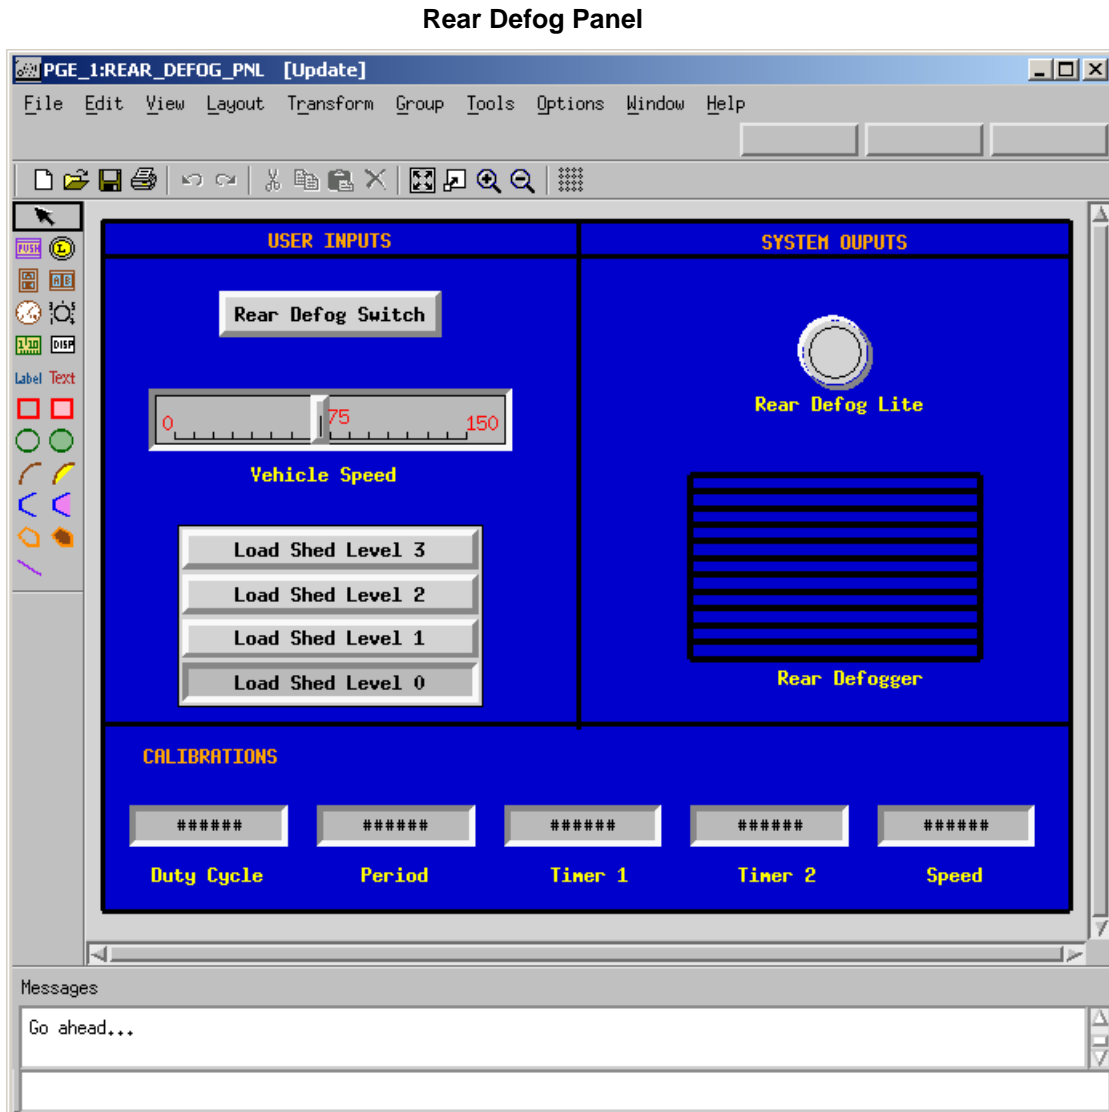 Rear Defog Panel
PGE_1:REAR_DEFOG_PNL [Update]
File Edit View Layout Transform Group Tools Options Window Help
PUSH L
A B
1'10 DISP
Label Text
USER INPUTS
SYSTEM OUPUTS
Rear Defog Switch
0 75 150
Vehicle Speed
Rear Defog Lite
Load Shed Level 3
Load Shed Level 2
Load Shed Level 1
Load Shed Level 0
Rear Defogger
CALIBRATIONS
###### ###### ###### ###### ######
Duty Cycle Period Timer 1 Timer 2 Speed
Messages
Go ahead...